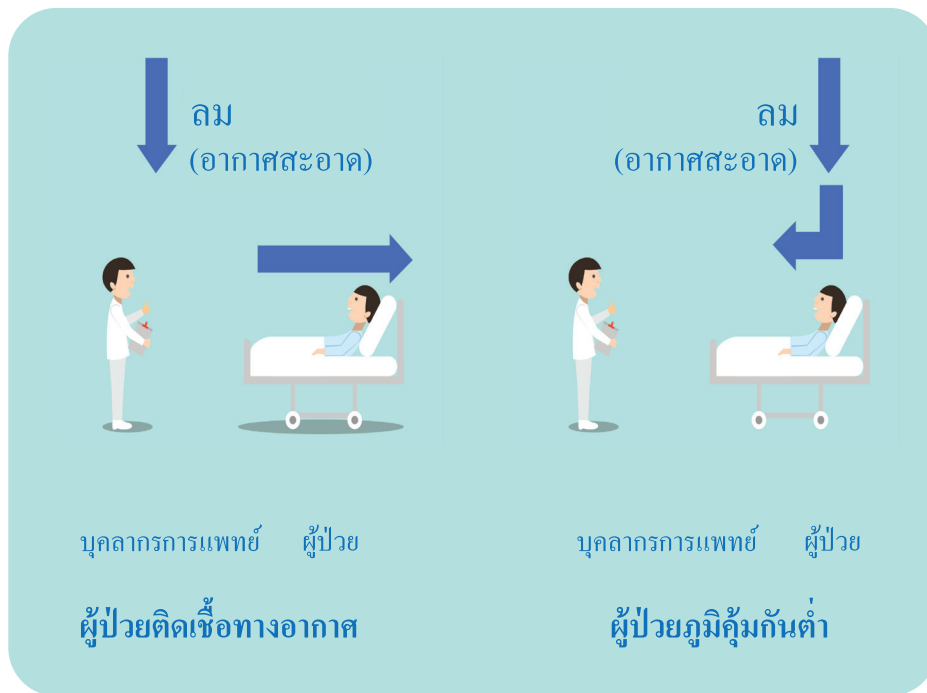 ลม
(อากาศสะอาด)
บุคลากรการแพทย์ ผู้ป่วย
ผู้ป่วยติดเชื้อทางอากาศ
ลม
(อากาศสะอาด)
บุคลากรการแพทย์ ผู้ป่วย
ผู้ป่วยภูมิคุ้มกันต่ำ